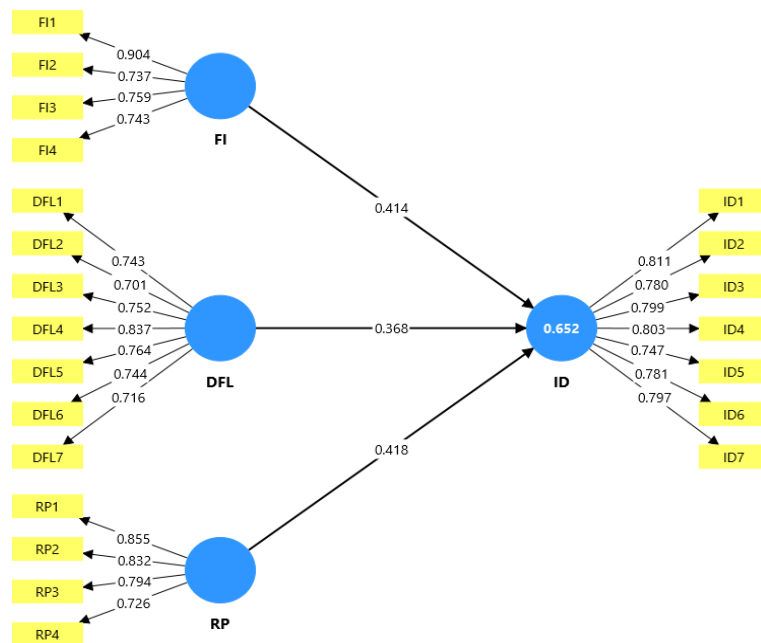 FI1
FI2
FI3
FI4
0.904
0.737
0.759
0.743
FI
0.414
DFL1
DFL2
DFL3
DFL4
DFL5
DFL6
DFL7
0.743
0.701
0.752
0.837
0.764
0.744
0.716
DFL
0.368
RP1
RP2
RP3
RP4
0.855
0.832
0.794
0.726
RP
0.418
0.652
ID
0.811
0.780
0.799
0.803
0.747
0.781
0.797
ID1
ID2
ID3
ID4
ID5
ID6
ID7